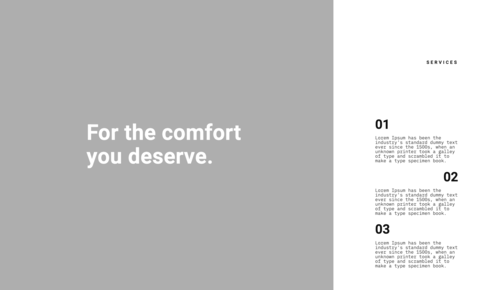 SERVICES
For the comfort
you deserve.
01
Lorem Ipsum has been the
industry's standard dummy text
ever since the 1500s, when an
unknown printer took a galley
of type and scrambled it to
make a type specimen book.
02
Lorem Ipsum has been the
industry's standard dummy text
ever since the 1500s, when an
unknown printer took a galley
of type and scrambled it to
make a type specimen book.
03
Lorem Ipsum has been the
industry's standard dummy text
ever since the 1500s, when an
unknown printer took a galley
of type and scrambled it to
make a type specimen book.